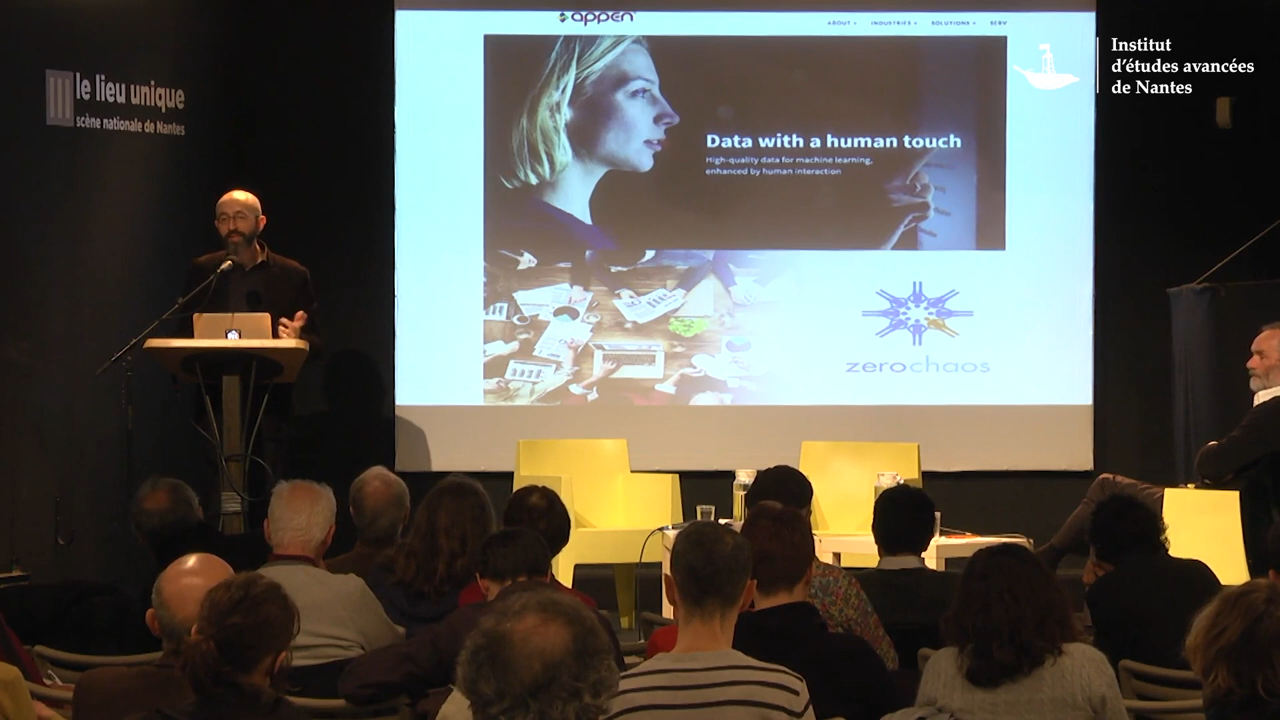 le lieu unique
scène nationale de Nantes
appen
ABOUT
INDUSTRIES
SOLUTIONS
SERV
Data with a human touch
High-quality data for machine learning,
enhanced by human interaction
zerochaos
Institut
d'études avancées
de Nantes